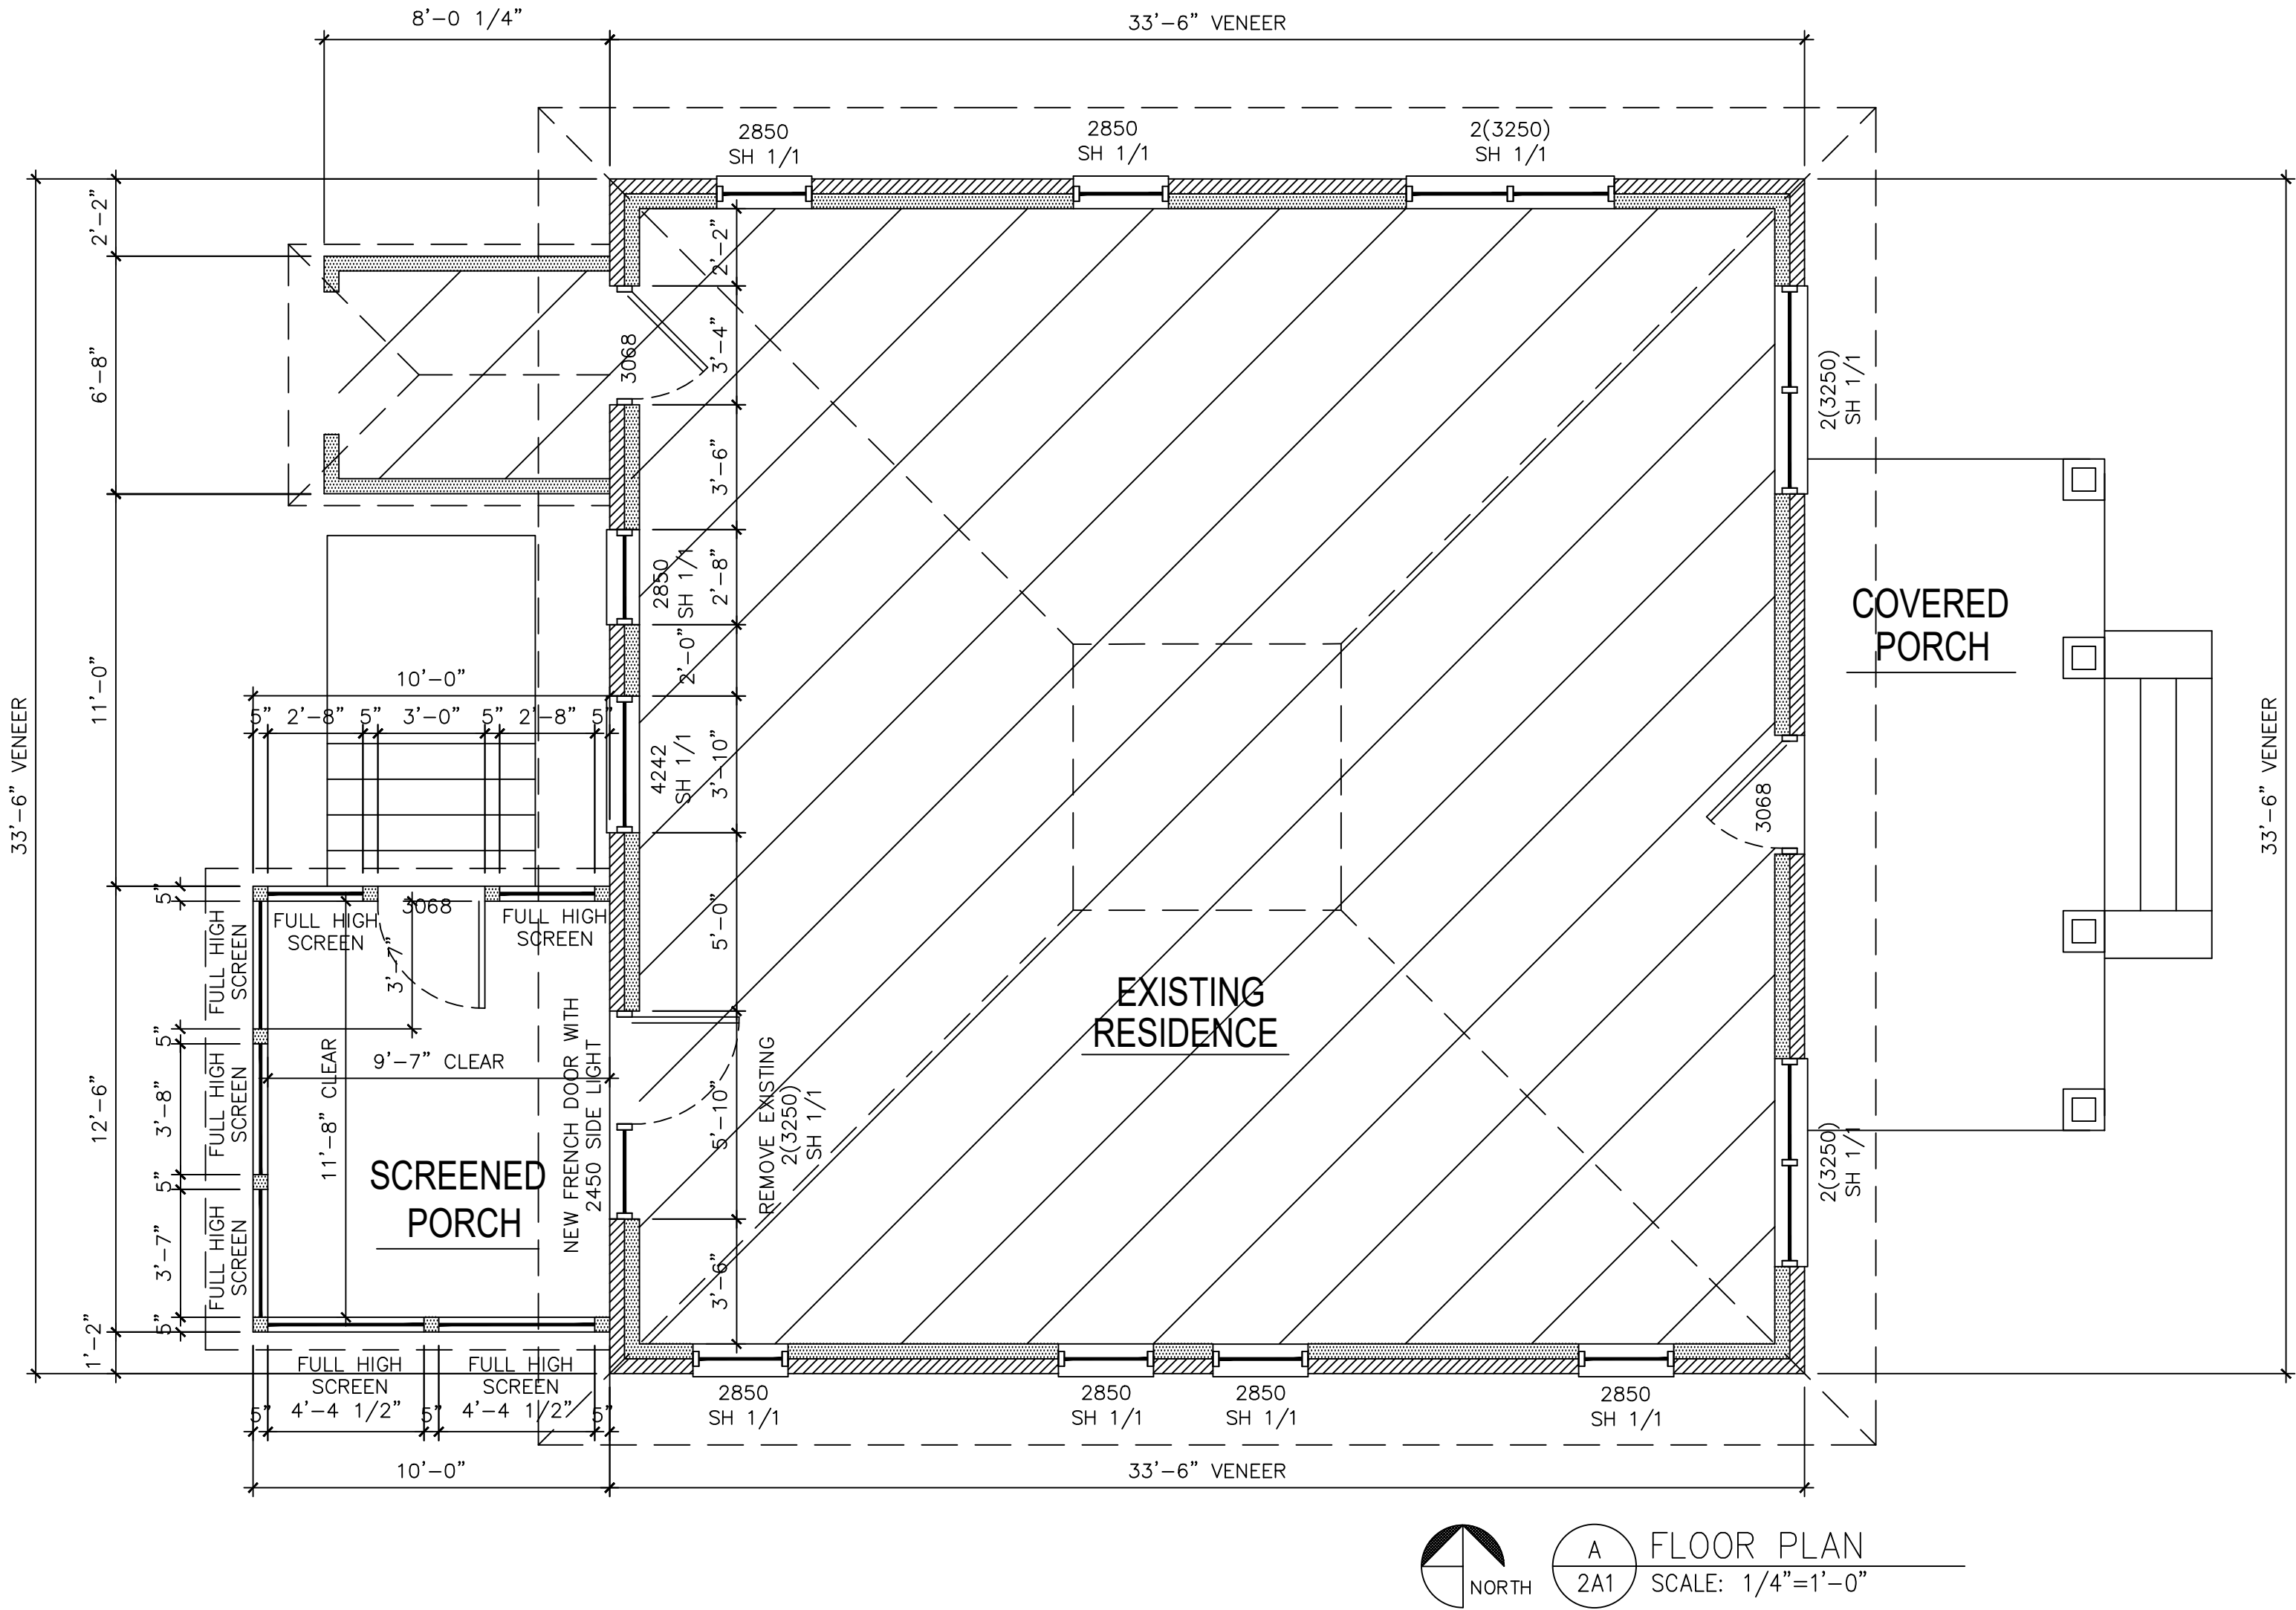 8'-0 1/4"
33'-6" VENEER
2850
SH 1/1
2850
SH 1/1
2(3250)
SH 1/1
2'-2"
6'-8"
11'-0"
12'-6"
1'-2"
33'-6" VENEER
2'-2"
3'-4"
3068
3'-6"
2850
SH 1/1
2'-8"
2'-0"
4242
SH 1/1
3'-10"
5'-0"
5'-10"
3'-6"
REMOVE EXISTING
2(3250)
SH 1/1
2(3250)
SH 1/1
COVERED
PORCH
3068
33'-6" VENEER
2(3250)
SH 1/1
EXISTING
RESIDENCE
10'-0"
5" 2'-8" 5" 3'-0" 5" 2'-8" 5"
3068
FULL HIGH
SCREEN
FULL HIGH
SCREEN
3'-7"
9'-7" CLEAR
11'-8" CLEAR
NEW FRENCH DOOR WITH
2450 SIDE LIGHT
SCREENED
PORCH
5"
FULL HIGH
SCREEN
5"
3'-8"
FULL HIGH
SCREEN
5"
3'-7"
FULL HIGH
SCREEN
5"
FULL HIGH
SCREEN
FULL HIGH
SCREEN
5" 4'-4 1/2" 5" 4'-4 1/2" 5"
10'-0"
2850
SH 1/1
2850
SH 1/1
2850
SH 1/1
2850
SH 1/1
33'-6" VENEER
NORTH
A
2A1
FLOOR PLAN
SCALE: 1/4"=1'-0"